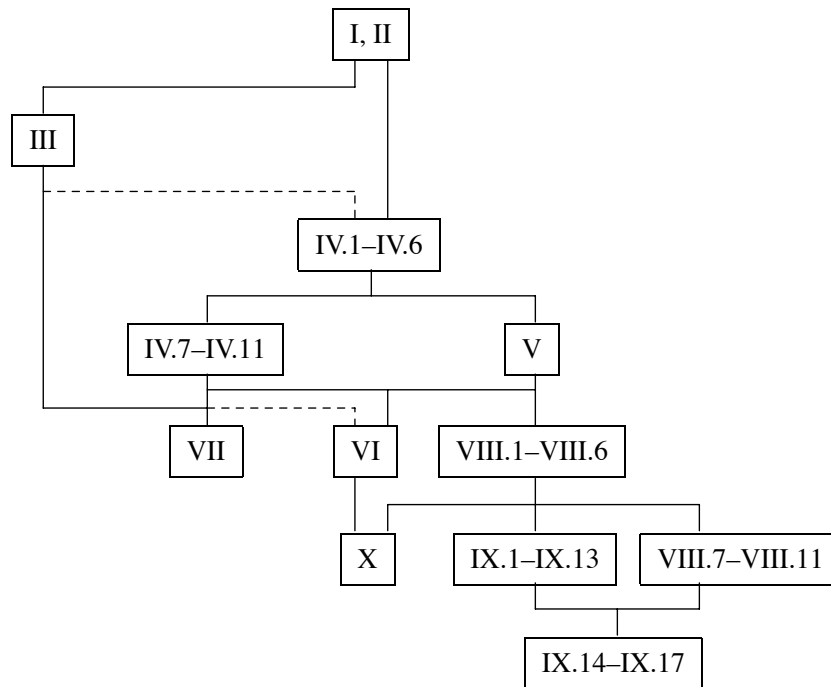 I, II
III
IV.1–IV.6
IV.7–IV.11
V
VII
VI
VIII.1–VIII.6
X
IX.1–IX.13
VIII.7–VIII.11
IX.14–IX.17